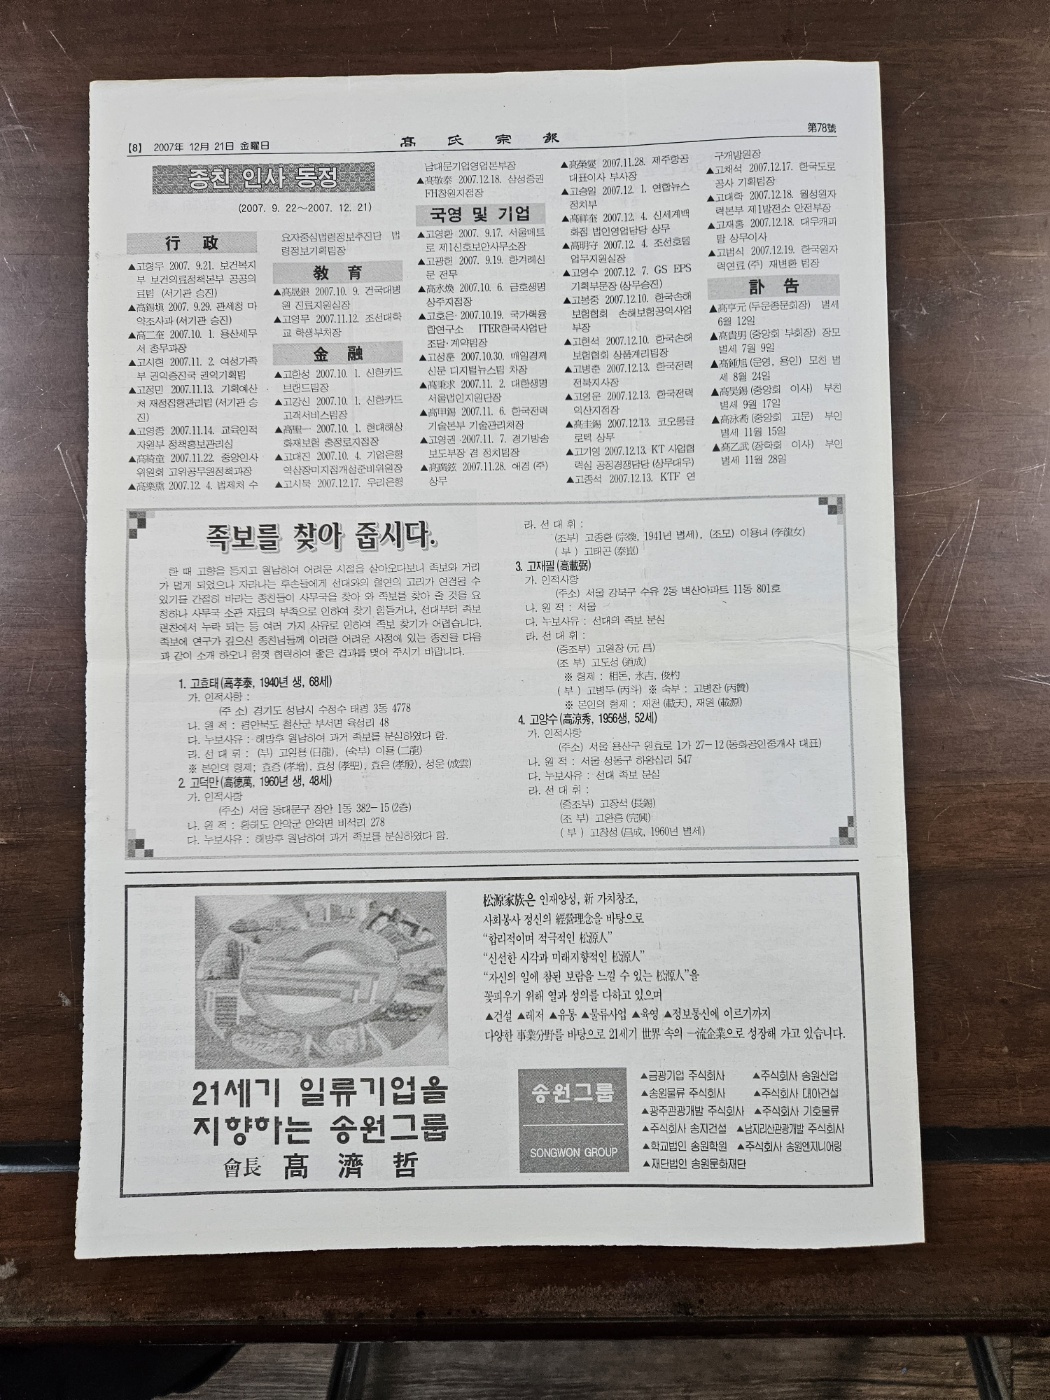 【8】 2007年 12月 21日 金曜日
高 氏 宗 報
第78號
종친 인사 동정
(2007. 9. 22∼2007. 12. 21)
行 政
▲고형우 2007. 9.21. 보건복지
부 보건의료정책본부 공공의
료팀 (서기관 승진)
2007. 9.29. 관세청 마
약조사과 (서기관 승진)
▲高二奎 2007. 10. 1. 용산세무
서 총무과장
▲고시현 2007. 11. 2. 여성가족
부 권익증진국 권익기획팀
▲고정민 2007.11.13. 기획예산
처 재정집행관리팀 (서기관 승
진)
▲고영종 2007.11.14. 교육인적
자원부 정책홍보관리실
2007.11.22. 중앙인사
위원회 고위공무원정책과장
2007.12. 4. 법제처 수
요자중심법령정보추진단 법
령정보기획팀장
敎 育
2007.10. 9. 건국대병
원 진료지원실장
▲고영무 2007.11.12. 조선대학
교 학생부처장
金 融
▲고한성 2007.10. 1. 신한카드
브랜드팀장
▲고강신 2007.10. 1. 신한카드
고객서비스팀장
▲高聖一 2007.10. 1. 현대해상
화재보험 충정로지점장
▲고대진 2007.10. 4. 기업은행
역삼장미지점개설준비위원장
▲고시복 2007.12.17. 우리은행
남대문기업영업본부장
▲高敬奉 2007.12.18. 삼성증권
FH창원지점장
국영 및 기업
▲고영환 2007. 9.17. 서울메트
로 제1신호보안사무소장
▲고광헌 2007. 9.19. 한겨레신
문 전무
▲高永煥 2007.10. 6. 금호생명
상주지점장
▲고호은 2007.10.19. 국가핵융
합연구소 ITER한국사업단
조달·계약팀장
▲고성훈 2007.10.30. 매일경제
신문 디지털뉴스팀 차장
▲高秉求 2007.11. 2. 대한생명
서울법인지원단장
▲高甲錫 2007.11. 6. 한국전력
기술본부 기술관리처장
▲고영권 2007.11. 7. 경기방송
보도부장 겸 정치팀장
2007.11.28. 애경 (주)
상무
▲高榮燮 2007.11.28. 제주항공
대표이사 부사장
▲고승일 2007.12. 1. 연합뉴스
정치부
▲高祥奎 2007.12. 4. 신세계백
화점 법인영업담당 상무
▲高明守 2007.12. 4. 조선호텔
업무지원실장
▲고영수 2007.12. 7. GS EPS
기획부문장 (상무승진)
▲고봉중 2007.12.10. 한국손해
보험협회 손해보험공익사업
부장
▲고현석 2007.12.10. 한국손해
보험협회 상품계리팀장
▲고병준 2007.12.13. 한국전력
전북지사장
▲고영운 2007.12.13. 한국전력
익산지점장
▲高圭錫 2007.12.13. 코오롱글
로텍 상무
▲고기영 2007.12.13. KT 사업협
력실 공정경쟁담당 (상무대우)
▲고종석 2007.12.13. KTF 연
구개발원장
▲고채석 2007.12.17. 한국도로
공사 기획팀장
▲고대학 2007.12.18. 월성원자
력본부 제1발전소 안전부장
▲고재홍 2007.12.18. 대우캐피
탈 상무이사
▲고범식 2007.12.19. 한국원자
력연료 (주) 재변환 팀장
訃 告
▲高亨元 (두문종문회장) 별세
6월 12일
▲高貴男 (중앙회 부회장) 장모
별세 7월 9일
▲高鍾旭 (문영, 용인) 모친 별
세 8월 24일
▲高昊錫 (중앙회 이사) 부친
별세 9월 17일
▲高詠壽 (중앙회 고문) 부인
별세 11월 15일
▲高乙武 (장학회 이사) 부인
별세 11월 28일
족보를 찾아 줍시다.
한 때 고향을 등지고 월남하여 어려운 시절을 살아오다보니 족보와 거리
가 멀게 되었으나 자라나는 후손들에게 선대와의 혈연의 고리가 연결될 수
있기를 간절히 바라는 종친들이 사무국을 찾아 와 족보를 찾아 줄 것을 요
청하나 사무국 소관 자료의 부족으로 인하여 찾기 힘들거나, 선대부터 족보
편찬에서 누락 되는 등 여러 가지 사유로 인하여 족보 찾기가 어렵습니다.
족보에 연구가 깊으신 종친님들께 이러한 어려운 사정에 있는 종친을 다음
과 같이 소개 하오니 함껏 협력하여 좋은 결과를 맺어 주시기 바랍니다.
1. 고효태 (高孝泰, 1940년 생, 68세)
가. 인적사항 :
(주 소) 경기도 성남시 수정구 태평 3동 4778
나. 원 적 : 평안북도 철산군 부서면 육성리 48
다. 누보사유 : 해방후 월남하여 과거 족보를 분실하였다 함.
라. 선 대 휘 : (부) 고일용 (日龍), (숙부) 이룡 (二龍)
※ 본인의 형제; 효증 (孝增), 효성 (孝聖), 효은 (孝殷), 성운 (成雲)
2. 고덕만 (高德萬, 1960년 생, 48세)
가. 인적사항
(주소) 서울 동대문구 장안 1동 382-15 (2층)
나. 원 적 : 황해도 안악군 안악면 비석리 278
다. 누보사유 : 해방후 월남하여 과거 족보를 분실하였다 함.
라. 선 대 휘 :
(조부) 고종환 (宗煥, 1941년 별세), (조모) 이용녀 (李龍女)
( 부 ) 고태곤 (泰崑)
3. 고재필 (高載弼)
가. 인적사항
(주소) 서울 강북구 수유 2동 벽산아파트 11동 801호
나. 원 적 : 서울
다. 누보사유 : 선대의 족보 분실
라. 선 대 휘 :
(증조부) 고원창 (元 昌)
(조 부) 고도성 (道成)
※ 형제 : 相喆, 永吉, 俊杓
( 부 ) 고병두 (丙斗) ※ 숙부 : 고병찬 (丙贊)
※ 본인의 형제 : 재천 (載天), 재원 (載源)
4. 고양수 (高涼秀, 1956생, 52세)
가. 인적사항
(주소) 서울 용산구 원효로 1가 27-12 (동화공인중개사 대표)
나. 원 적 : 서울 성동구 하왕십리 547
다. 누보사유 : 선대 족보 분실
라. 선 대 휘 :
(증조부) 고장석 (長錫)
(조 부) 고완흥 (完興)
( 부 ) 고창성 (昌成, 1960년 별세)
松源家族은 인재양성, 新 가치창조,
사회봉사 정신의 經營理念을 바탕으로
“합리적이며 적극적인 松源人”
“신선한 시각과 미래지향적인 松源人”
“자신의 일에 참된 보람을 느낄 수 있는 松源人”을
꽃피우기 위해 열과 성의를 다하고 있으며
▲건설 ▲레저 ▲유통 ▲물류사업 ▲육영 ▲정보통신에 이르기까지
다양한 事業分野를 바탕으로 21세기 世界 속의 一流企業으로 성장해 가고 있습니다.
21세기 일류기업을
지향하는 송원그룹
會長 高 濟 哲
송원그룹
SONGWON GROUP
▲금광기업 주식회사 ▲주식회사 송원산업
▲송원물류 주식회사 ▲주식회사 대아건설
▲광주관광개발 주식회사 ▲주식회사 기호물류
▲주식회사 송지건설 ▲남지리산관광개발 주식회사
▲학교법인 송원학원 ▲주식회사 송원엔지니어링
▲재단법인 송원문화재단